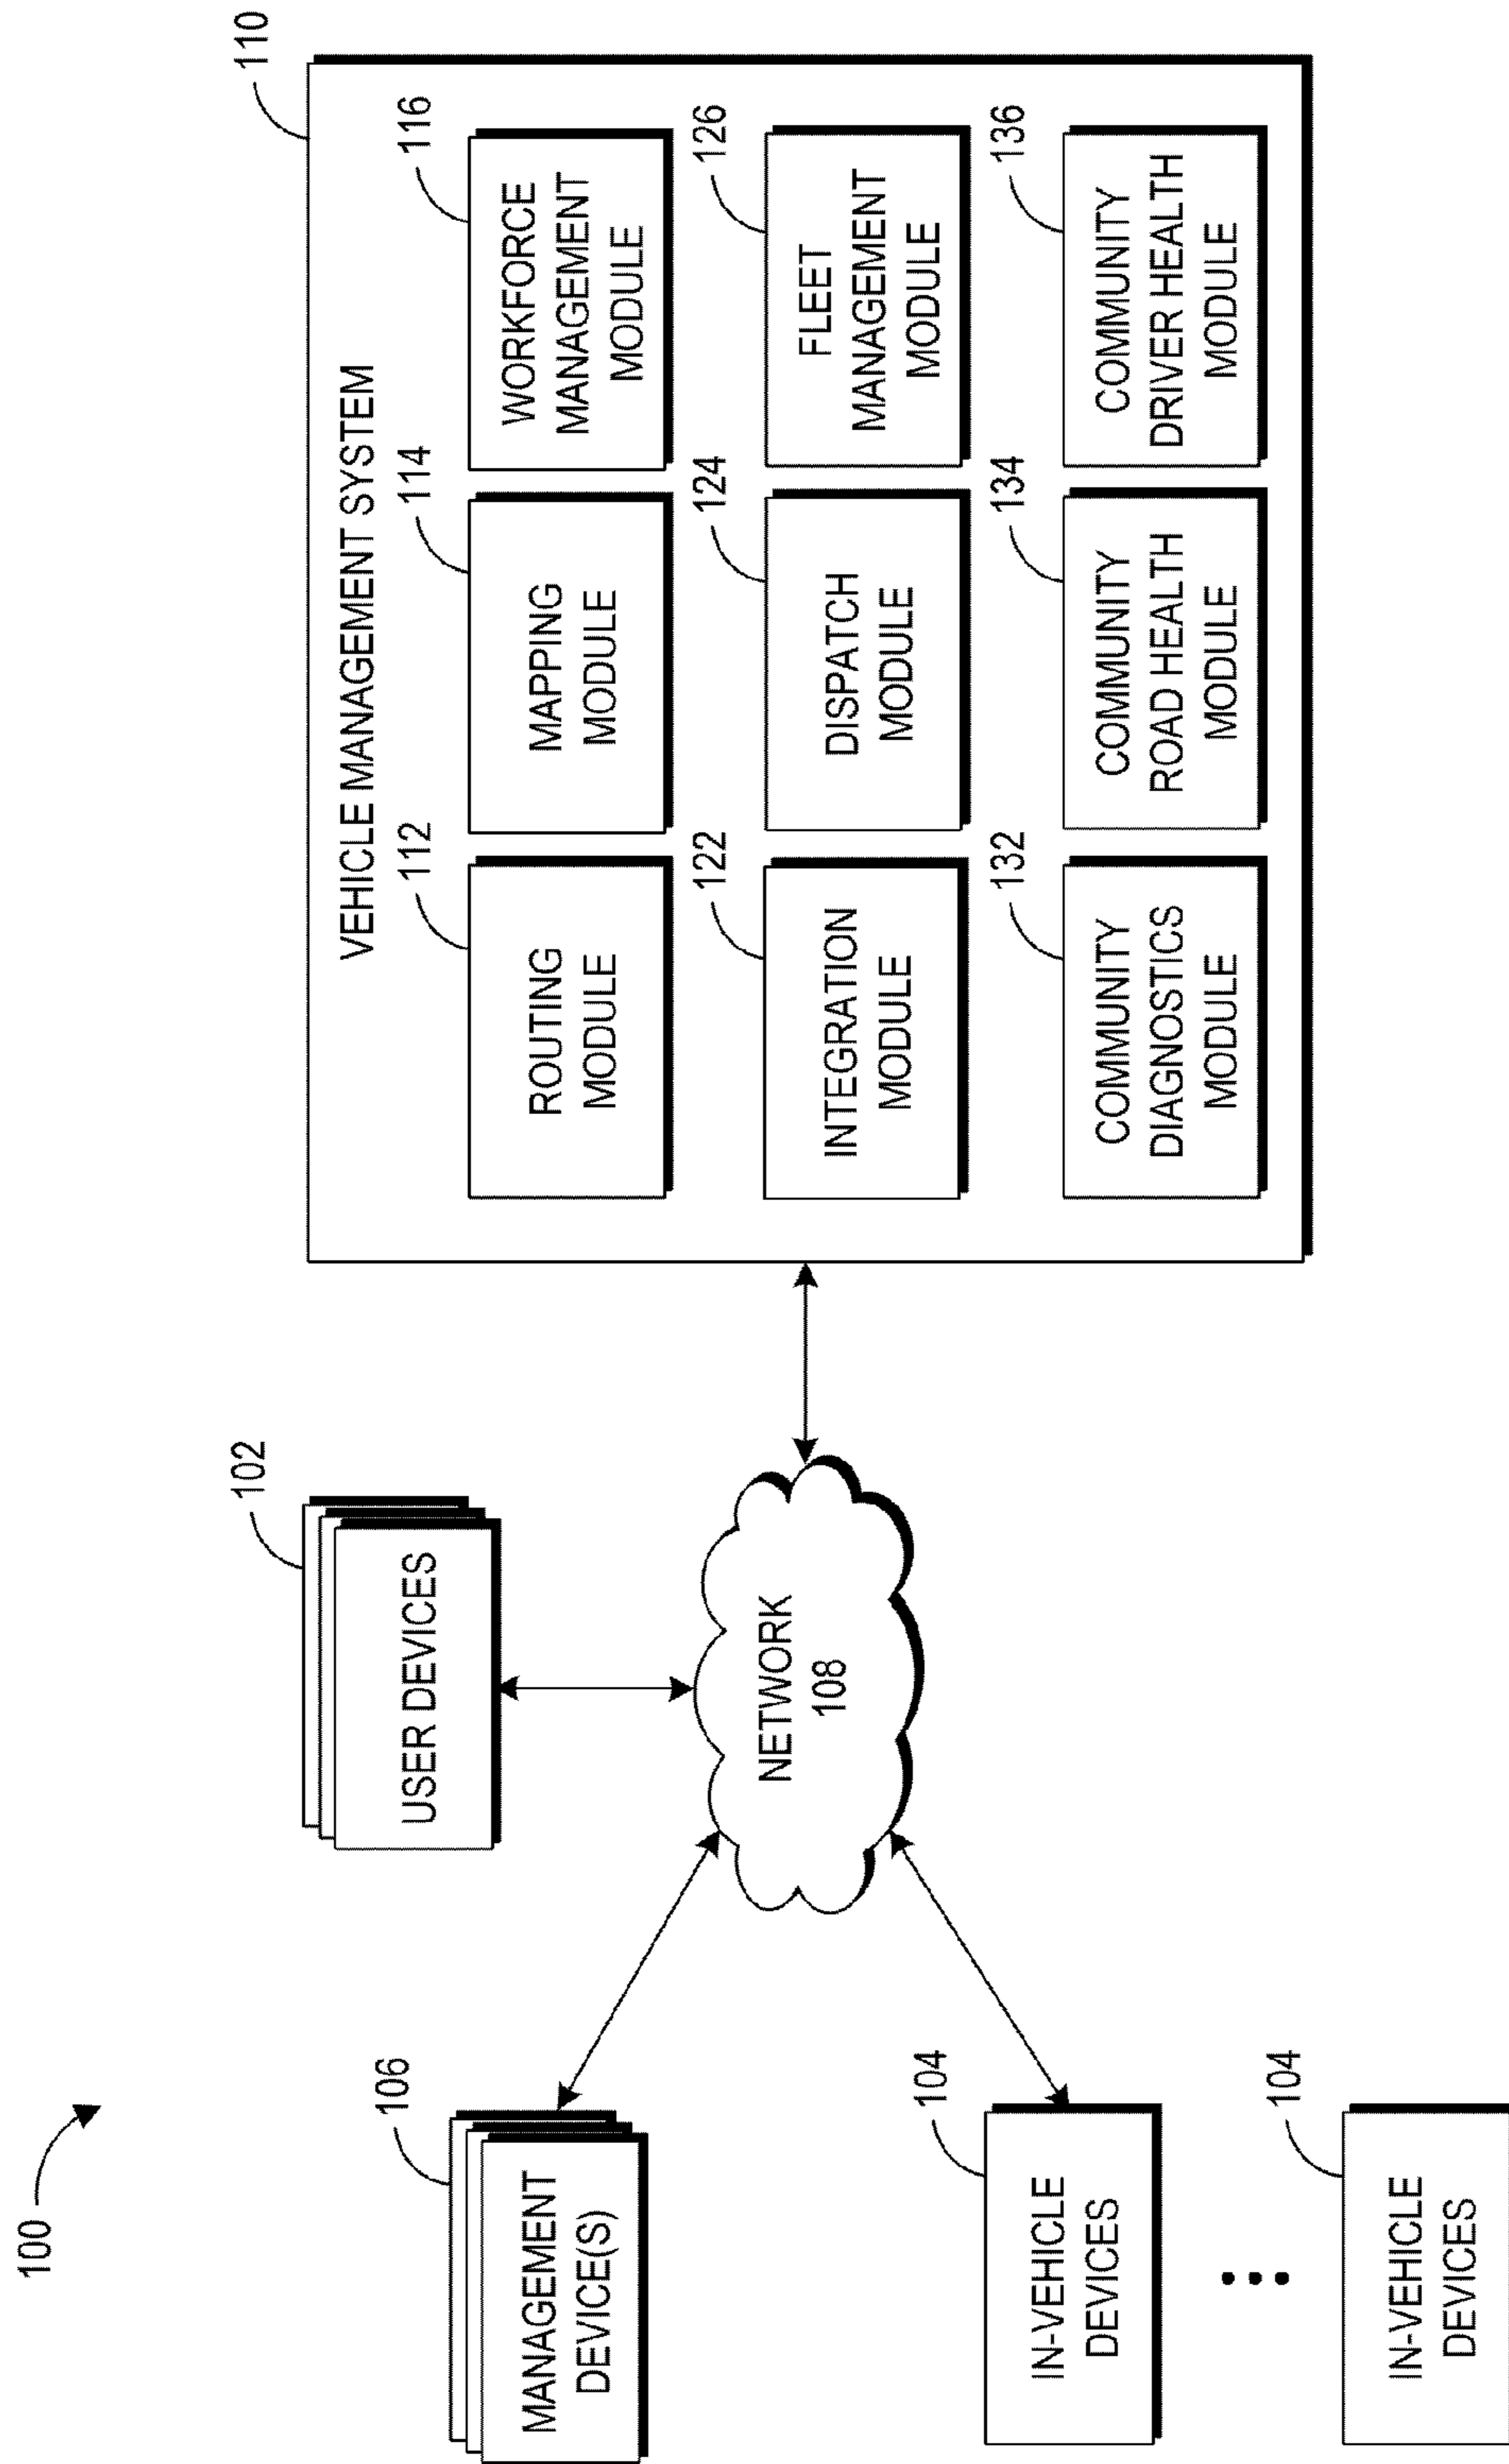 100
106
MANAGEMENT
DEVICE(S)
104
IN-VEHICLE
DEVICES
104
IN-VEHICLE
DEVICES
102
USER DEVICES
NETWORK
108
110
VEHICLE MANAGEMENT SYSTEM
112
ROUTING
MODULE
114
MAPPING
MODULE
116
WORKFORCE
MANAGEMENT
MODULE
122
INTEGRATION
MODULE
124
DISPATCH
MODULE
126
FLEET
MANAGEMENT
MODULE
132
COMMUNITY
DIAGNOSTICS
MODULE
134
COMMUNITY
ROAD HEALTH
MODULE
136
COMMUNITY
DRIVER HEALTH
MODULE